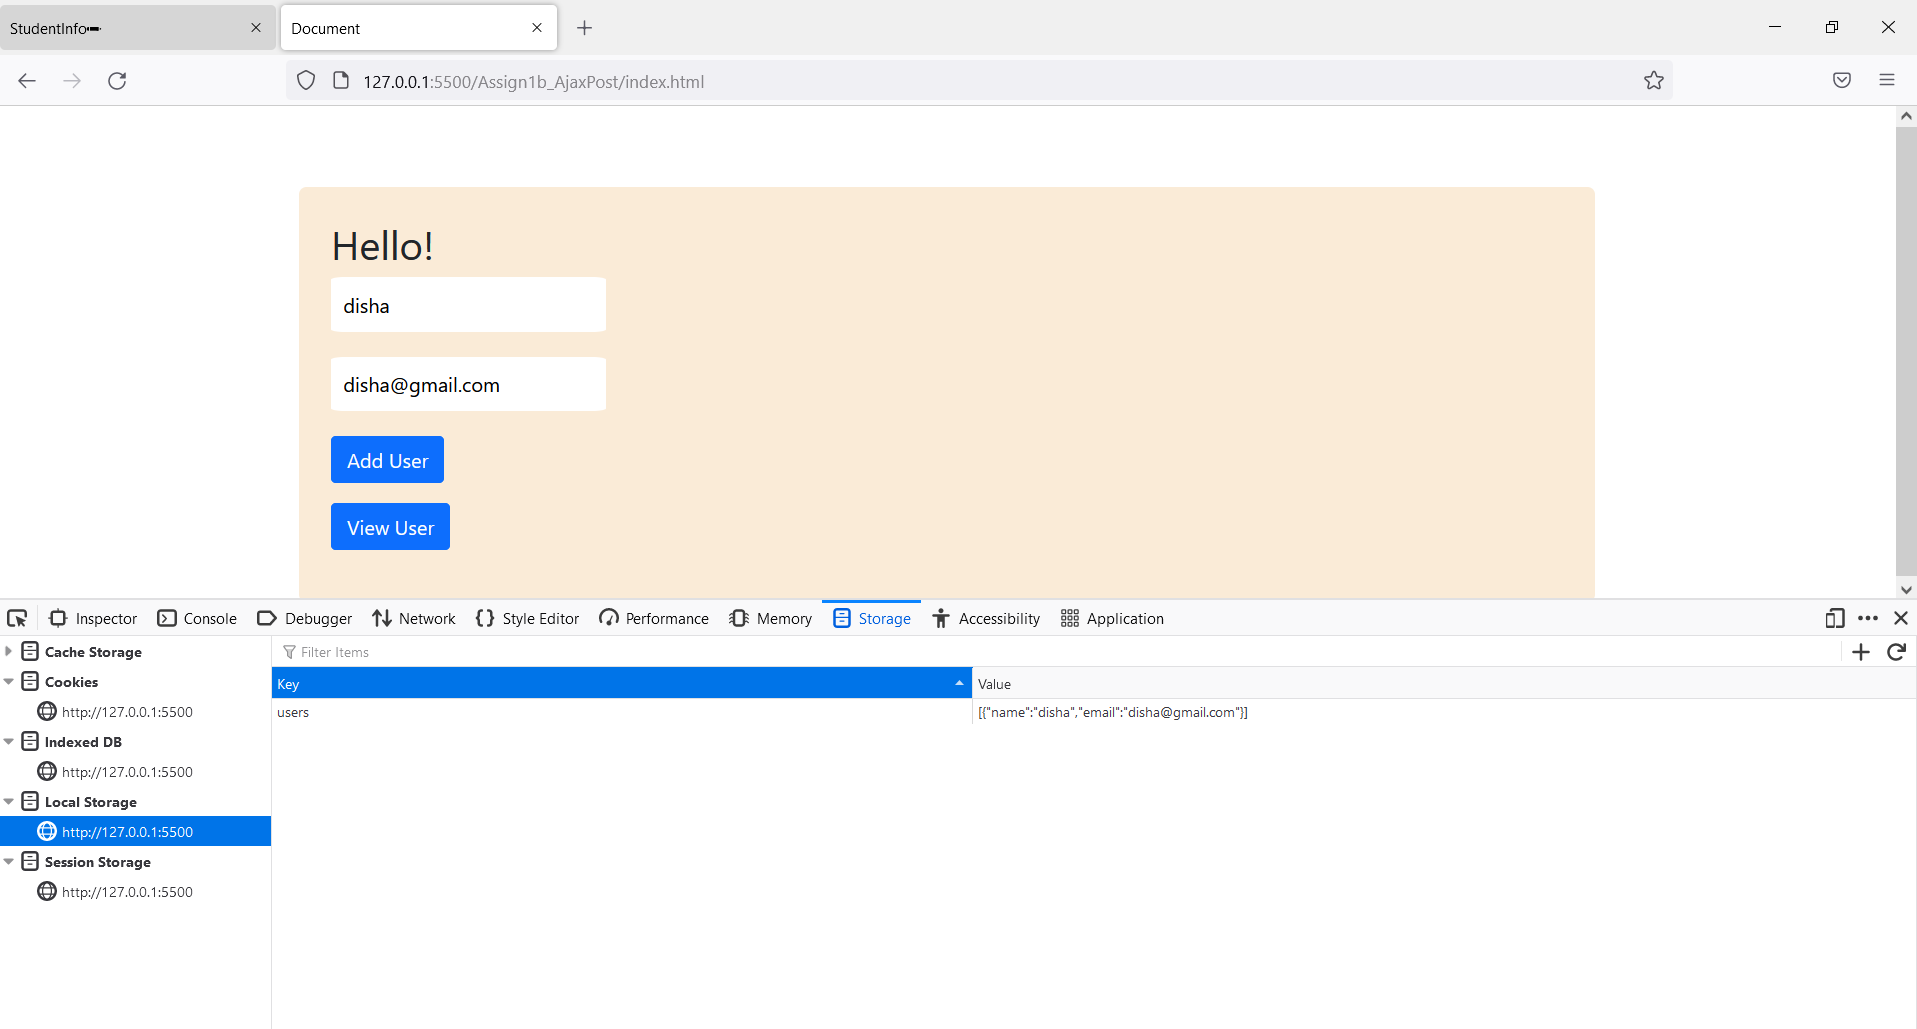 StudentInfo
Document
127.0.0.1:5500/Assign1b_AjaxPost/index.html
Hello!
disha
disha@gmail.com
Add User
View User
Inspector Console Debugger Network Style Editor Performance Memory Storage Accessibility Application
Cache Storage
Cookies
http://127.0.0.1:5500
Indexed DB
http://127.0.0.1:5500
Local Storage
http://127.0.0.1:5500
Session Storage
http://127.0.0.1:5500
Filter Items
Key Value
users [{"name":"disha","email":"disha@gmail.com"}]